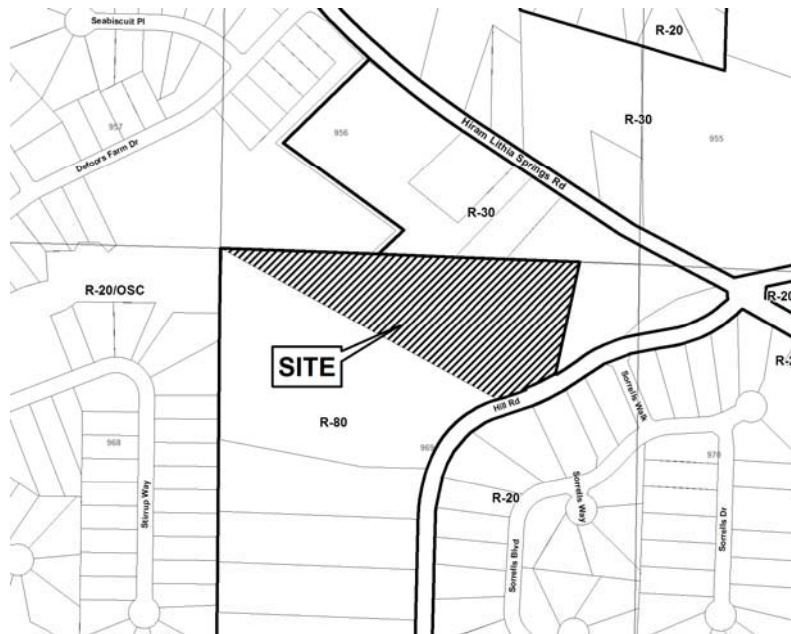 Seabiscuit Pl
R-20
957
Defoors Farm Dr
956
Hiram Lithia Springs Rd
R-30
955
R-30
R-20/OSC
R-20
SITE
R-80
Hill Rd
Sorrells Walk
968
969
970
Stirrup Way
R-20
Sorrells Way
Sorrells Blvd
Sorrells Dr